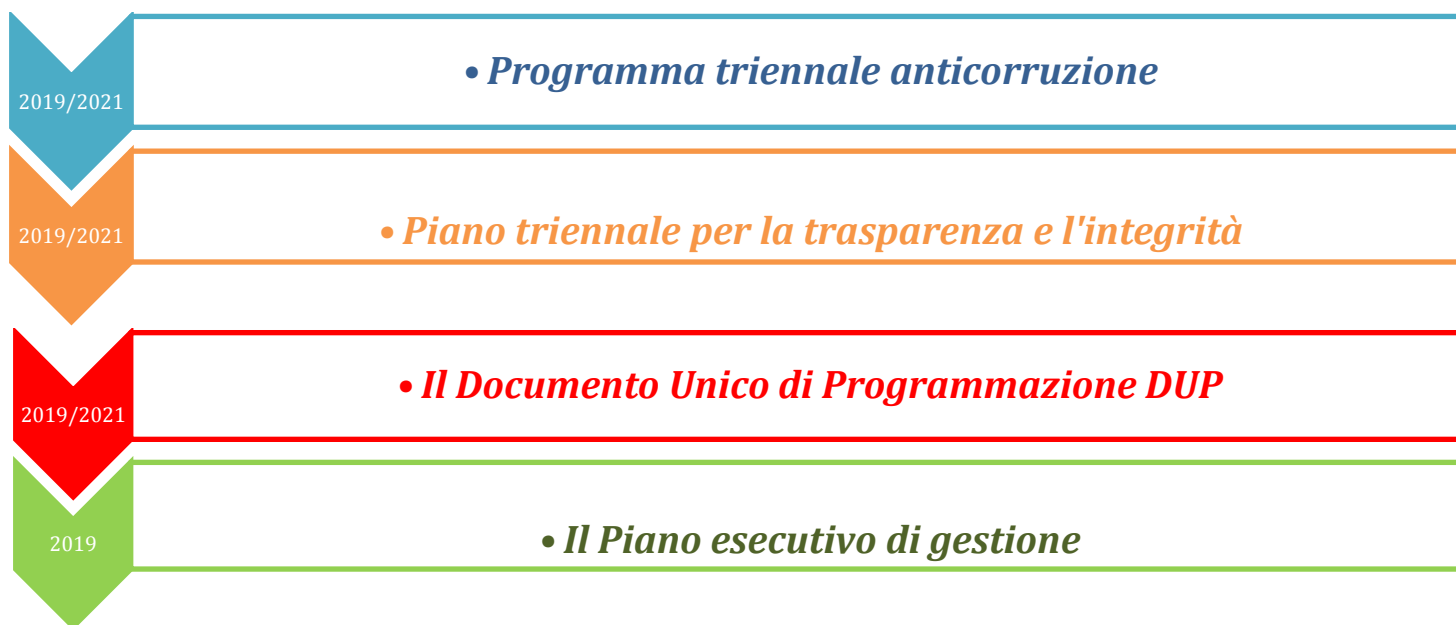 2019/2021
• Programma triennale anticorruzione
2019/2021
• Piano triennale per la trasparenza e l'integrità
2019/2021
• Il Documento Unico di Programmazione DUP
2019
• Il Piano esecutivo di gestione